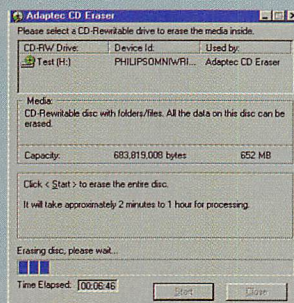 Adaptec CD Eraser
Please select a CD-Rewritable drive to erase the media inside.
CD-RW Drive: Device Id: Used by:
Test (H:) PHILIPSOMNIWRI... Adaptec CD Eraser
Media:
CD-Rewritable disc with folders/files. All the data on this disc can be
erased.
Capacity: 683,819,008 bytes 652 MB
Click < Start > to erase the entire disc.
It will take approximately 2 minutes to 1 hour for processing.
Erasing disc, please wait...
Time Elapsed: 00:06:46 Start Close